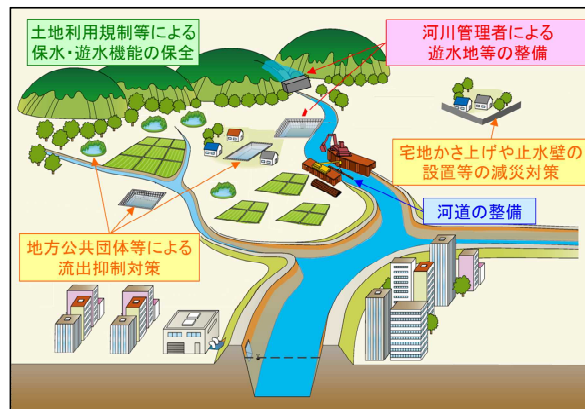 土地利用規制等による
保水・遊水機能の保全
河川管理者による
遊水地等の整備
宅地かさ上げや止水壁の
設置等の減災対策
河道の整備
地方公共団体等による
流出抑制対策